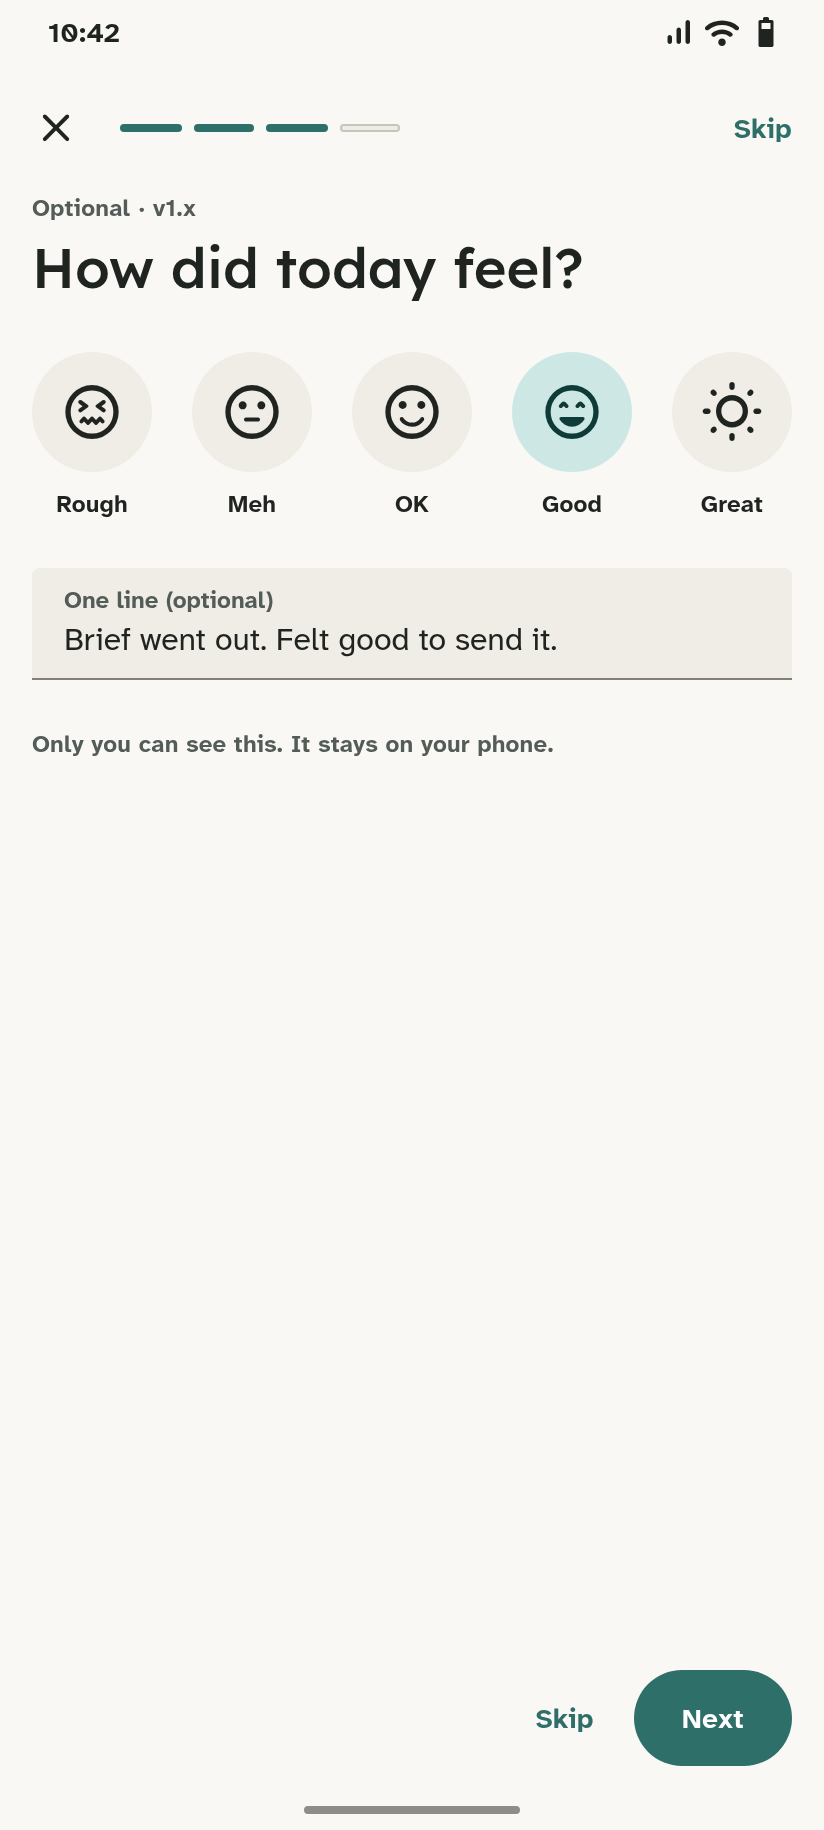 10:42
Skip
Optional · v1.x
How did today feel?
Rough
Meh
OK
Good
Great
One line (optional)
Brief went out. Felt good to send it.
Only you can see this. It stays on your phone.
Skip
Next